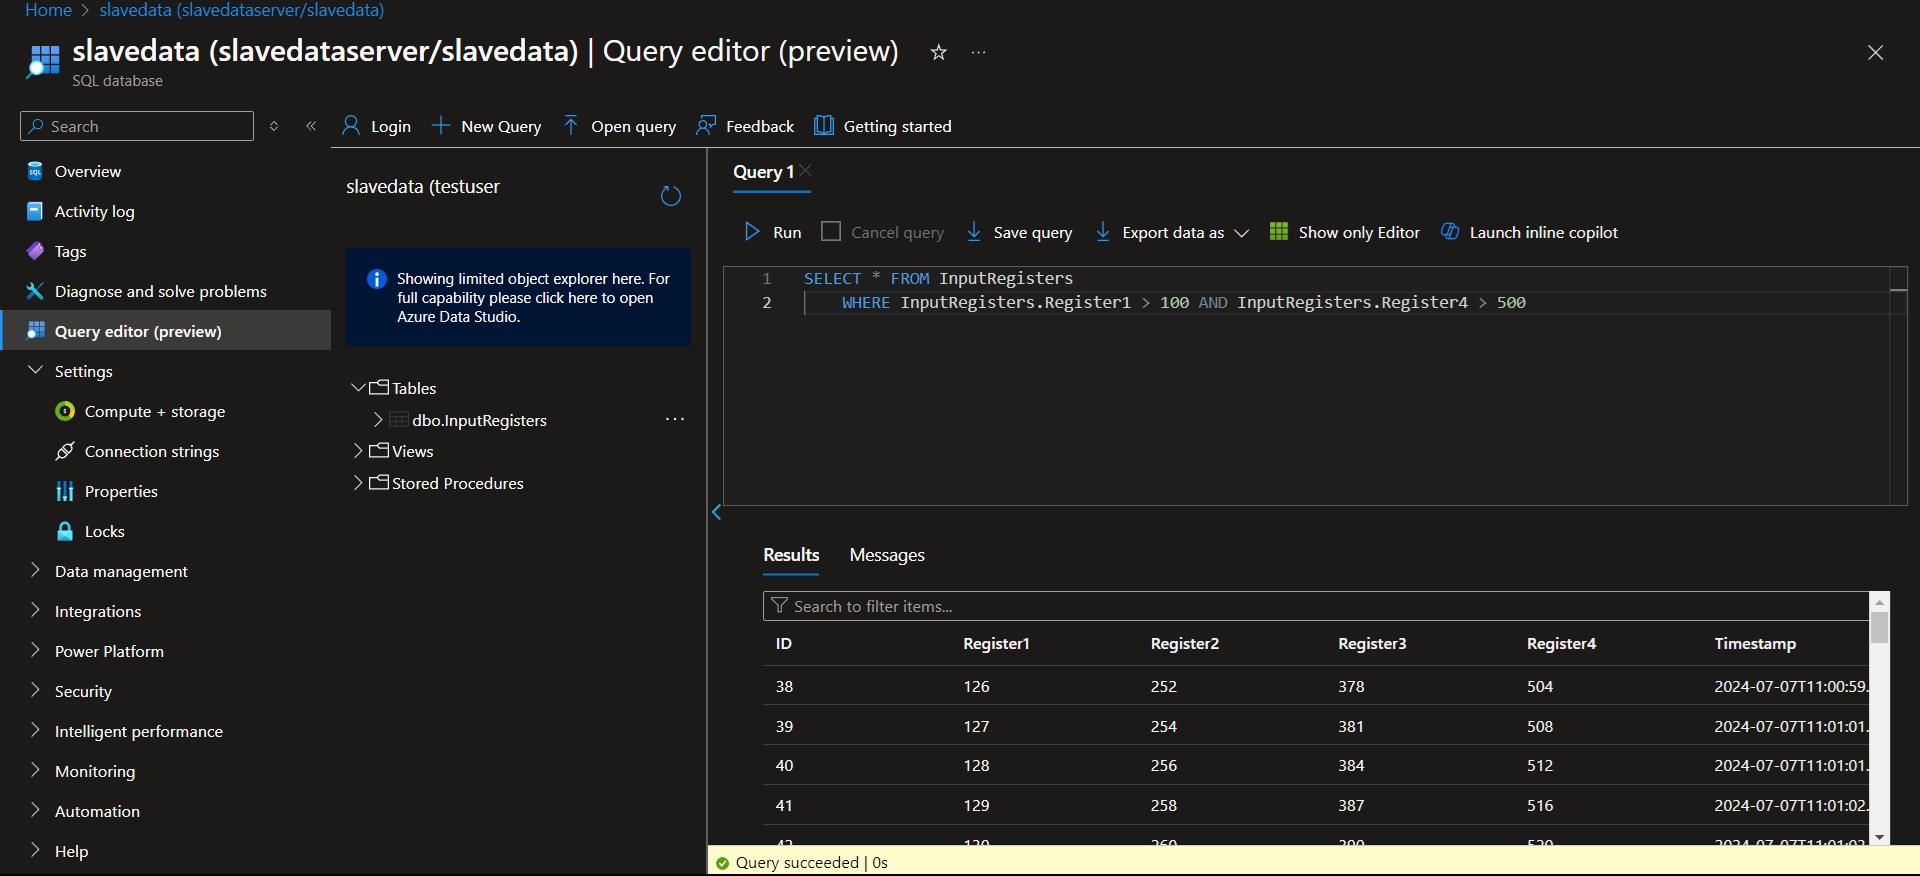 Home > slavedata (slavedataserver/slavedata)
slavedata (slavedataserver/slavedata) | Query editor (preview) ☆ ...
SQL database
Search
Login
New Query
Open query
Feedback
Getting started
Overview
Activity log
Tags
Diagnose and solve problems
Query editor (preview)
Settings
Compute + storage
Connection strings
Properties
Locks
Data management
Integrations
Power Platform
Security
Intelligent performance
Monitoring
Automation
Help
slavedata (testuser
Showing limited object explorer here. For
full capability please click here to open
Azure Data Studio.
Tables
dbo.InputRegisters ...
Views
Stored Procedures
Query 1
Run
Cancel query
Save query
Export data as
Show only Editor
Launch inline copilot
1 SELECT * FROM InputRegisters
2 WHERE InputRegisters.Register1 > 100 AND InputRegisters.Register4 > 500
Results Messages
Search to filter items...
ID Register1 Register2 Register3 Register4 Timestamp
38 126 252 378 504 2024-07-07T11:00:59.
39 127 254 381 508 2024-07-07T11:01:01.
40 128 256 384 512 2024-07-07T11:01:01.
41 129 258 387 516 2024-07-07T11:01:02.
42 130 260 390 520
Query succeeded | 0s